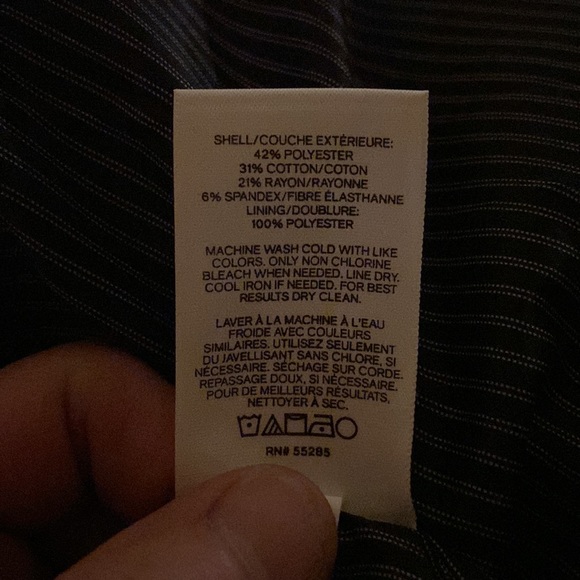 SHELL/COUCHE EXTÉRIEURE:
42% POLYESTER
31% COTTON/COTON
21% RAYON/RAYONNE
6% SPANDEX/FIBRE ÉLASTHANNE
LINING/DOUBLURE:
100% POLYESTER
MACHINE WASH COLD WITH LIKE
COLORS. ONLY NON CHLORINE
BLEACH WHEN NEEDED. LINE DRY.
COOL IRON IF NEEDED. FOR BEST
RESULTS DRY CLEAN.
LAVER À LA MACHINE À L'EAU
FROIDE AVEC COULEURS
SIMILAIRES. UTILISEZ SEULEMENT
DU JAVELLISANT SANS CHLORE, SI
NÉCESSAIRE. SÉCHAGE SUR CORDE.
REPASSAGE DOUX, SI NÉCESSAIRE.
POUR DE MEILLEURS RÉSULTATS,
NETTOYER À SEC.
RN# 55285